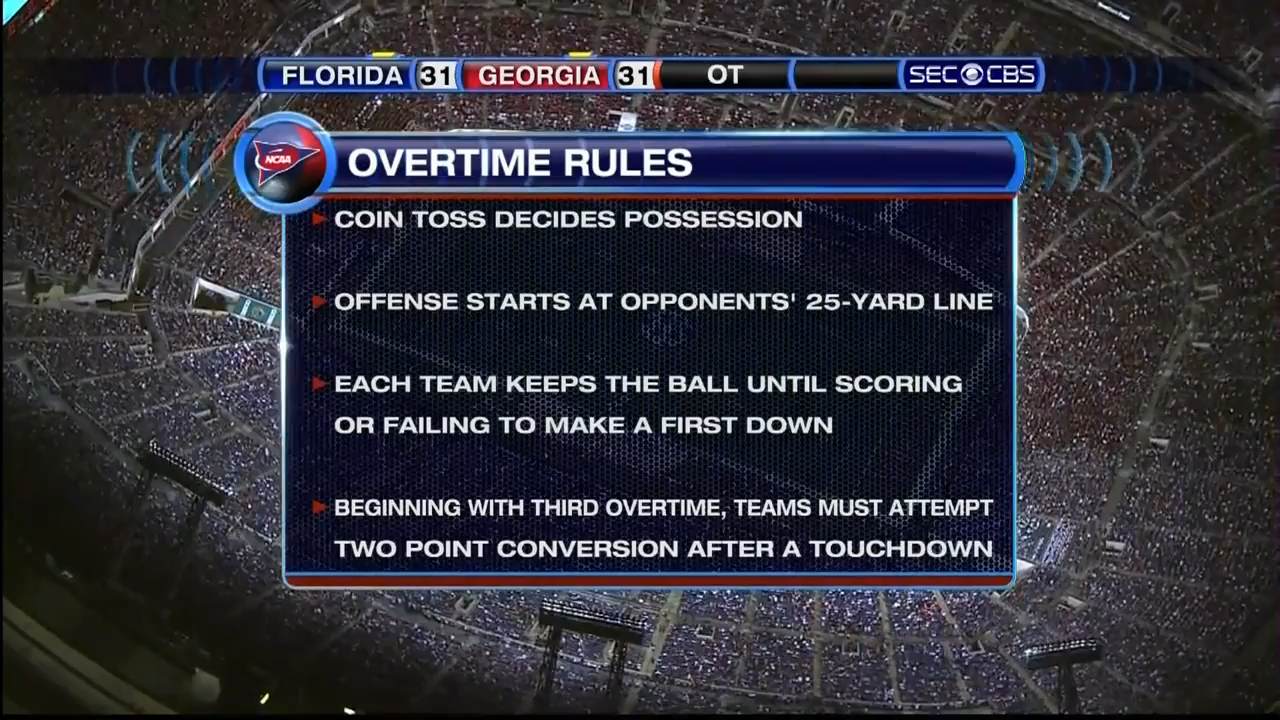 FLORIDA 31 GEORGIA 31 OT SEC CBS
NCAA
OVERTIME RULES
COIN TOSS DECIDES POSSESSION
OFFENSE STARTS AT OPPONENTS' 25-YARD LINE
EACH TEAM KEEPS THE BALL UNTIL SCORING
OR FAILING TO MAKE A FIRST DOWN
BEGINNING WITH THIRD OVERTIME, TEAMS MUST ATTEMPT
TWO POINT CONVERSION AFTER A TOUCHDOWN